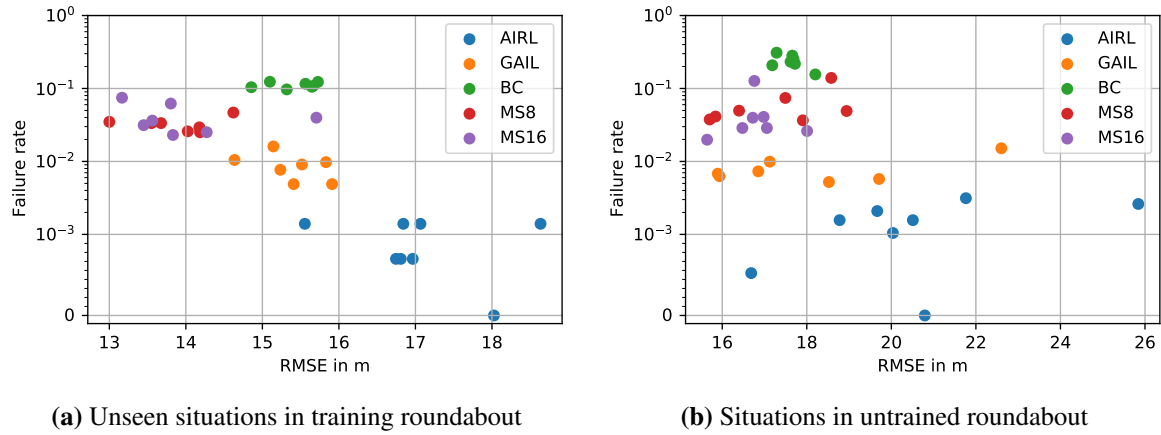 10^0
10^-1
10^-2
10^-3
0
Failure rate
13 14 15 16 17 18
RMSE in m
AIRL
GAIL
BC
MS8
MS16
(a) Unseen situations in training roundabout
10^0
10^-1
10^-2
10^-3
0
Failure rate
16 18 20 22 24 26
RMSE in m
AIRL
GAIL
BC
MS8
MS16
(b) Situations in untrained roundabout